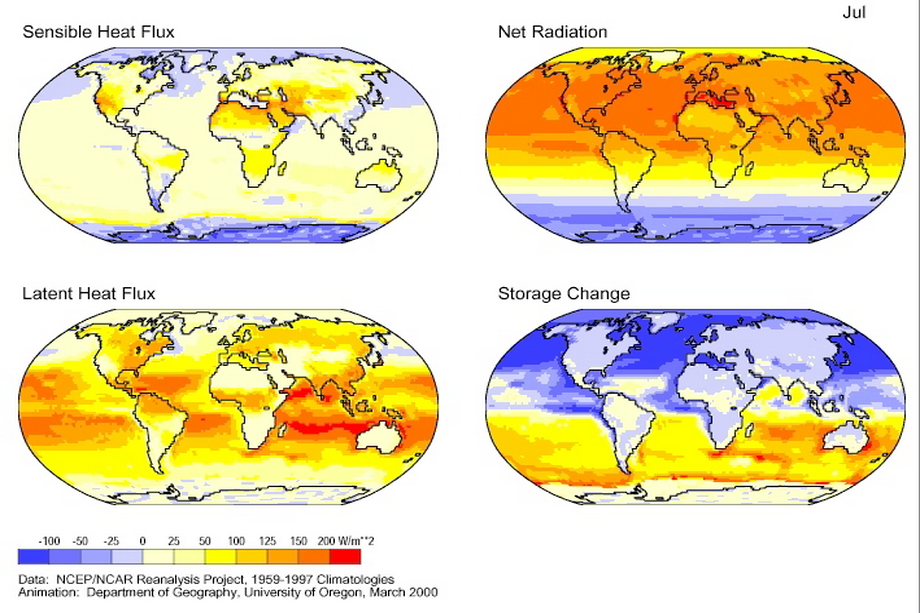 Jul
Sensible Heat Flux
Net Radiation
Latent Heat Flux
Storage Change
-100 -50 -25 0 25 50 100 125 150 200 W/m**2
Data: NCEP/NCAR Reanalysis Project, 1959-1997 Climatologies
Animation: Department of Geography, University of Oregon, March 2000